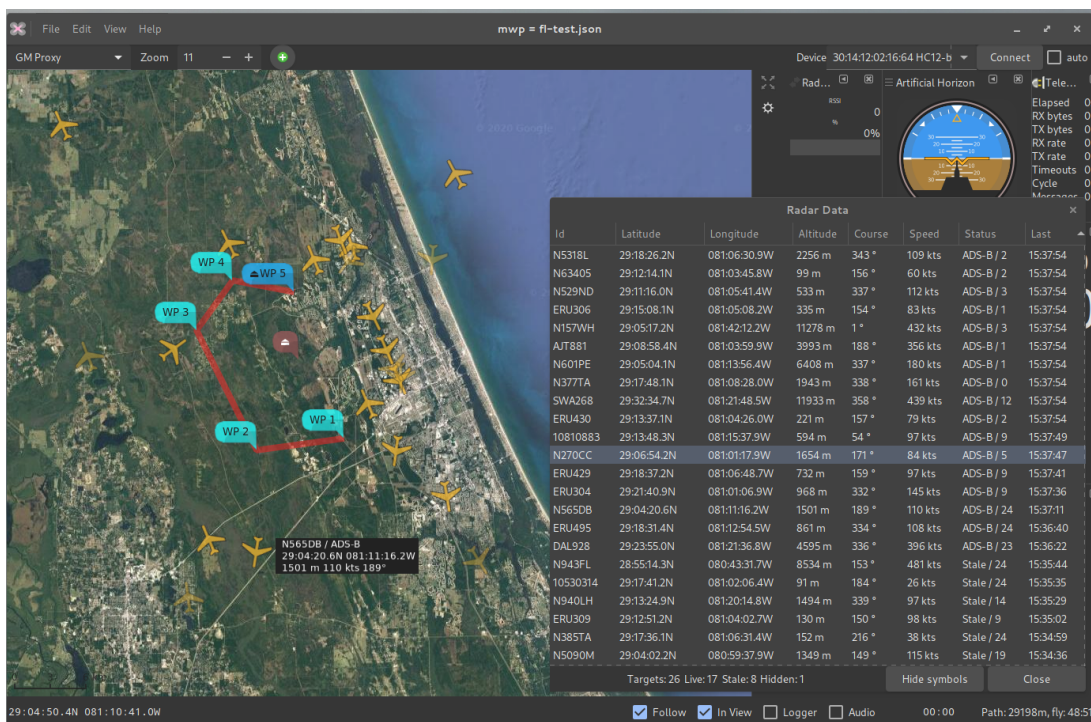 File Edit View Help
mwp = fl-test.json
GM Proxy Zoom 11 − +
Device 30:14:12:02:16:64 HC12-b Connect auto
© 2020 Google
Rad...
RSSI
0
%
0%
Artificial Horizon
Tele...
Elapsed 0
RX bytes 0
TX bytes 0
RX rate 0
TX rate 0
Timeouts 0
Cycle 0
Messages 0
WP 4
WP 5
WP 3
WP 2
WP 1
N565DB / ADS-B
29:04:20.6N 081:11:16.2W
1501 m 110 kts 189°
Radar Data
Id Latitude Longitude Altitude Course Speed Status Last
N5318L 29:18:26.2N 081:06:30.9W 2256 m 343 ° 109 kts ADS-B / 2 15:37:54
N63405 29:12:14.1N 081:03:45.8W 99 m 156 ° 60 kts ADS-B / 2 15:37:54
N529ND 29:11:16.0N 081:05:41.4W 533 m 337 ° 112 kts ADS-B / 3 15:37:54
ERU306 29:15:08.1N 081:05:08.2W 335 m 154 ° 83 kts ADS-B / 1 15:37:54
N157WH 29:05:17.2N 081:42:12.2W 11278 m 1 ° 432 kts ADS-B / 3 15:37:54
AJT881 29:08:58.4N 081:03:59.9W 3993 m 188 ° 356 kts ADS-B / 1 15:37:54
N601PE 29:05:04.1N 081:13:56.4W 6408 m 337 ° 180 kts ADS-B / 1 15:37:54
N377TA 29:17:48.1N 081:08:28.0W 1943 m 338 ° 161 kts ADS-B / 0 15:37:54
SWA268 29:32:34.7N 081:21:48.5W 11933 m 358 ° 439 kts ADS-B / 12 15:37:54
ERU430 29:13:37.1N 081:04:26.0W 221 m 157 ° 79 kts ADS-B / 2 15:37:54
10810883 29:13:48.3N 081:15:37.9W 594 m 54 ° 97 kts ADS-B / 9 15:37:49
N270CC 29:06:54.2N 081:01:17.9W 1654 m 171 ° 84 kts ADS-B / 5 15:37:47
ERU429 29:18:37.2N 081:06:48.7W 732 m 159 ° 97 kts ADS-B / 9 15:37:41
ERU304 29:21:40.9N 081:01:06.9W 968 m 332 ° 145 kts ADS-B / 9 15:37:36
N565DB 29:04:20.6N 081:11:16.2W 1501 m 189 ° 110 kts ADS-B / 24 15:37:11
ERU495 29:18:31.4N 081:12:54.5W 861 m 334 ° 108 kts ADS-B / 24 15:36:40
DAL928 29:23:55.0N 081:21:36.8W 4595 m 336 ° 396 kts ADS-B / 23 15:36:22
N943FL 28:55:14.3N 080:43:31.7W 8534 m 153 ° 481 kts Stale / 24 15:35:44
10530314 29:17:41.2N 081:02:06.4W 91 m 184 ° 26 kts Stale / 24 15:35:35
N940LH 29:13:24.9N 081:20:14.8W 1494 m 339 ° 97 kts Stale / 14 15:35:29
ERU309 29:12:51.2N 081:04:02.7W 130 m 150 ° 98 kts Stale / 9 15:35:02
N385TA 29:17:36.1N 081:06:31.4W 152 m 216 ° 38 kts Stale / 24 15:34:59
N5090M 29:04:02.2N 080:59:37.9W 1349 m 149 ° 115 kts Stale / 19 15:34:36
Targets: 26 Live: 17 Stale: 8 Hidden: 1 Hide symbols Close
29:04:50.4N 081:10:41.0W Follow In View Logger Audio 00:00 Path: 29198m, fly: 48:5